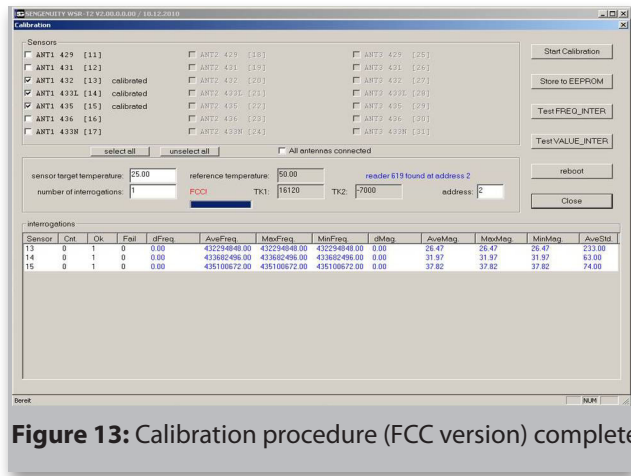 SENGENUITY WSR-T2 V2.00.0.0.00 / 10.12.2010
Calibration
Sensors
ANT1 429 [11] ANT2 429 [18] ANT3 429 [25]
ANT1 431 [12] ANT2 431 [19] ANT3 431 [26]
ANT1 432 [13] calibrated ANT2 432 [20] ANT3 432 [27]
ANT1 433L [14] calibrated ANT2 433L [21] ANT3 433L [28]
ANT1 435 [15] calibrated ANT2 435 [22] ANT3 435 [29]
ANT1 436 [16] ANT2 436 [23] ANT3 436 [30]
ANT1 433N [17] ANT2 433N [24] ANT3 433N [31]
select all unselect all All antennas connected
Start Calibration
Store to EEPROM
Test FREQ_INTER
Test VALUE_INTER
reboot
Close
sensor target temperature: 25.00 reference temperature: 50.00 reader 619 found at address 2
number of interrogations: 1 FCC! TK1: 16120 TK2: -7000 address: 2
interrogations
Sensor Cnt. Ok Fail dFreq. AveFreq. MaxFreq. MinFreq. dMag. AveMag. MaxMag. MinMag. AveStd.
13 0 1 0 0.00 432294848.00 432294848.00 432294848.00 0.00 26.47 26.47 26.47 233.00
14 0 1 0 0.00 433682496.00 433682496.00 433682496.00 0.00 31.97 31.97 31.97 63.00
15 0 1 0 0.00 435100672.00 435100672.00 435100672.00 0.00 37.82 37.82 37.82 74.00
Bereit NUM
Figure 13: Calibration procedure (FCC version) complete